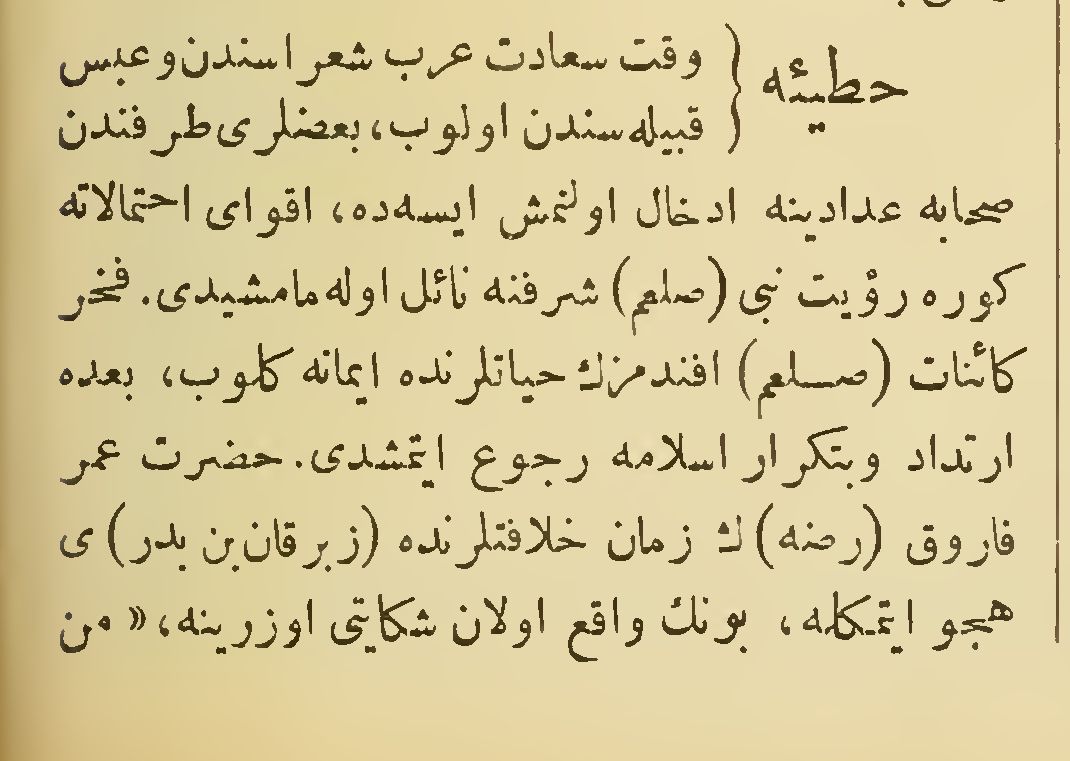 حطیئه } وقت سعادت عرب شعراسندن و عبس
قبیله‌سندن اولوب، بعضلری طرفندن
صحابه عدادینه ادخال اولنمش ایسه‌ده، اقوای احتمالاته
کوره رؤیت نبی (صلعم) شرفنه نائل اوله‌مامشیدی. فخر
کائنات (صلعم) افندمزك حیاتلرنده ایمانه کلوب، بعده
ارتداد وبتکرار اسلامه رجوع ایتمشدی. حضرت عمر
فاروق (رضه) ك زمان خلافتلرنده (زبرقان بن بدر) ی
هجو ایتمکله، بونك واقع اولان شکایتی اوزرینه، « من